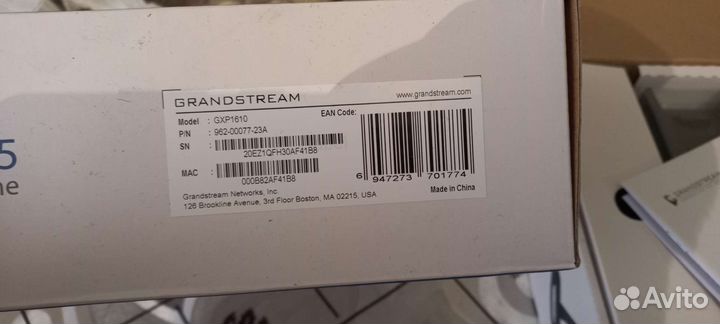 GRANDSTREAM
www.grandstream.com
Model : GXP1610
EAN Code:
P/N : 962-00077-23A
SN :
20EZ1QFH30AF41B8
MAC :
000B82AF41B8
6 947273 701774
Grandstream Networks, Inc
126 Brookline Avenue, 3rd Floor Boston, MA 02215, USA
Made in China
5
ne
GRANDSTREAM
Avito